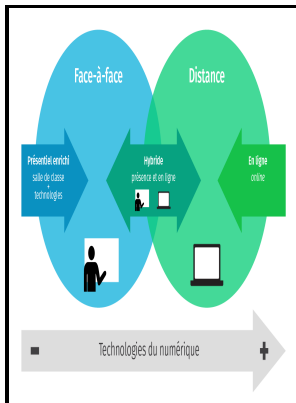 Face-à-face
Distance
Présentiel enrichi
salle de classe
+
technologies
Hybride
présence et en ligne
En ligne
online
- Technologies du numérique +